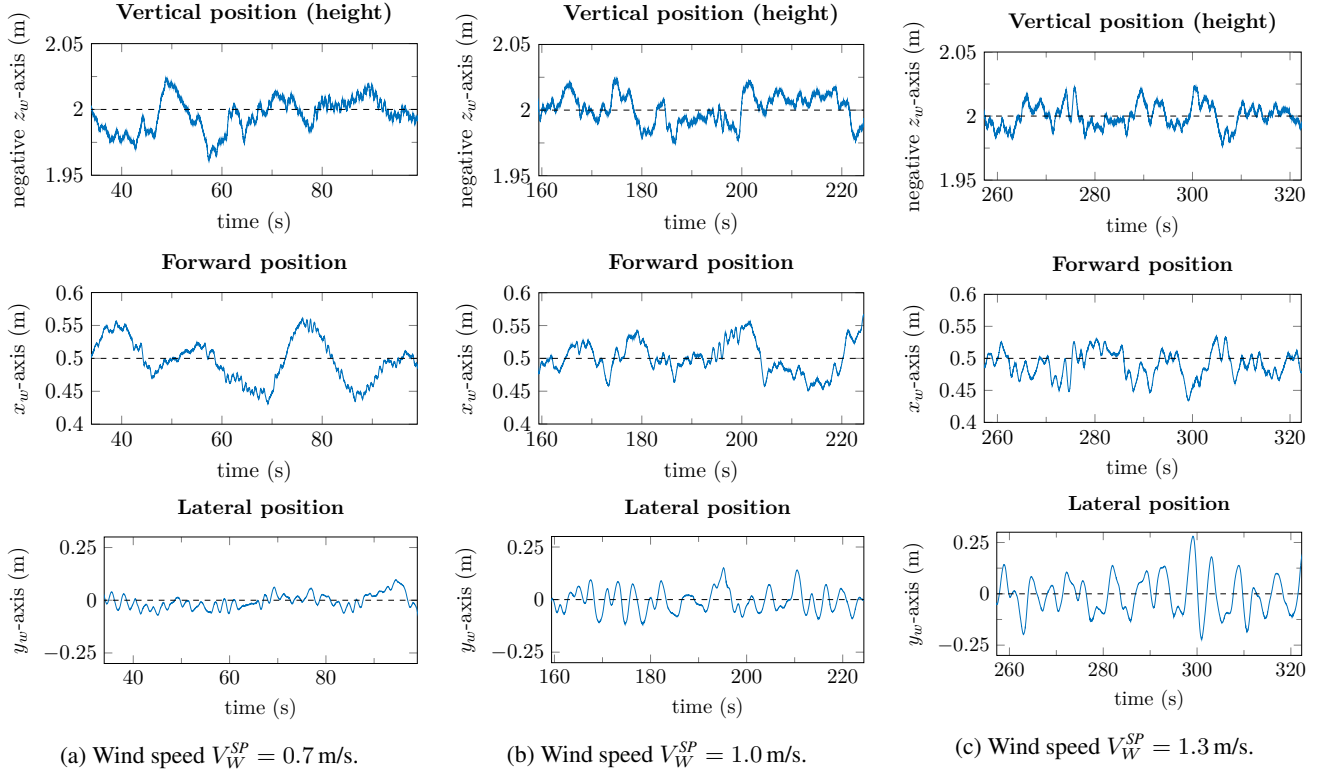 Vertical position (height)
negative z_w-axis (m)
2.05
2
1.95
40
60
80
time (s)
Forward position
x_w-axis (m)
0.6
0.55
0.5
0.45
0.4
40
60
80
time (s)
Lateral position
y_w-axis (m)
0.25
0
−0.25
40
60
80
time (s)
(a) Wind speed V_W^SP = 0.7 m/s.
Vertical position (height)
negative z_w-axis (m)
2.05
2
1.95
160
180
200
220
time (s)
Forward position
x_w-axis (m)
0.6
0.55
0.5
0.45
0.4
160
180
200
220
time (s)
Lateral position
y_w-axis (m)
0.25
0
−0.25
160
180
200
220
time (s)
(b) Wind speed V_W^SP = 1.0 m/s.
Vertical position (height)
negative z_w-axis (m)
2.05
2
1.95
260
280
300
320
time (s)
Forward position
x_w-axis (m)
0.6
0.55
0.5
0.45
0.4
260
280
300
320
time (s)
Lateral position
y_w-axis (m)
0.25
0
−0.25
260
280
300
320
time (s)
(c) Wind speed V_W^SP = 1.3 m/s.